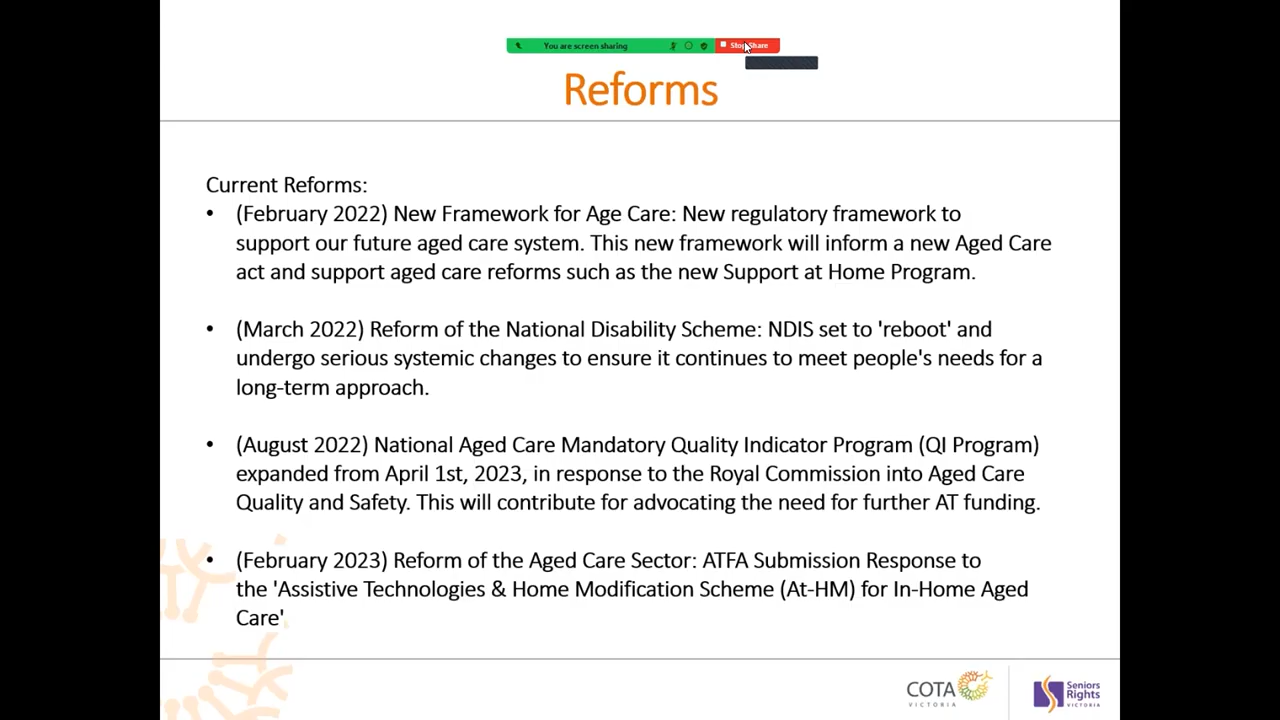 You are screen sharing
Stop Share
Reforms
Current Reforms:
• (February 2022) New Framework for Age Care: New regulatory framework to
support our future aged care system. This new framework will inform a new Aged Care
act and support aged care reforms such as the new Support at Home Program.
• (March 2022) Reform of the National Disability Scheme: NDIS set to 'reboot' and
undergo serious systemic changes to ensure it continues to meet people's needs for a
long-term approach.
• (August 2022) National Aged Care Mandatory Quality Indicator Program (QI Program)
expanded from April 1st, 2023, in response to the Royal Commission into Aged Care
Quality and Safety. This will contribute for advocating the need for further AT funding.
• (February 2023) Reform of the Aged Care Sector: ATFA Submission Response to
the 'Assistive Technologies & Home Modification Scheme (At-HM) for In-Home Aged
Care'
COTA
VICTORIA
Seniors
Rights
VICTORIA